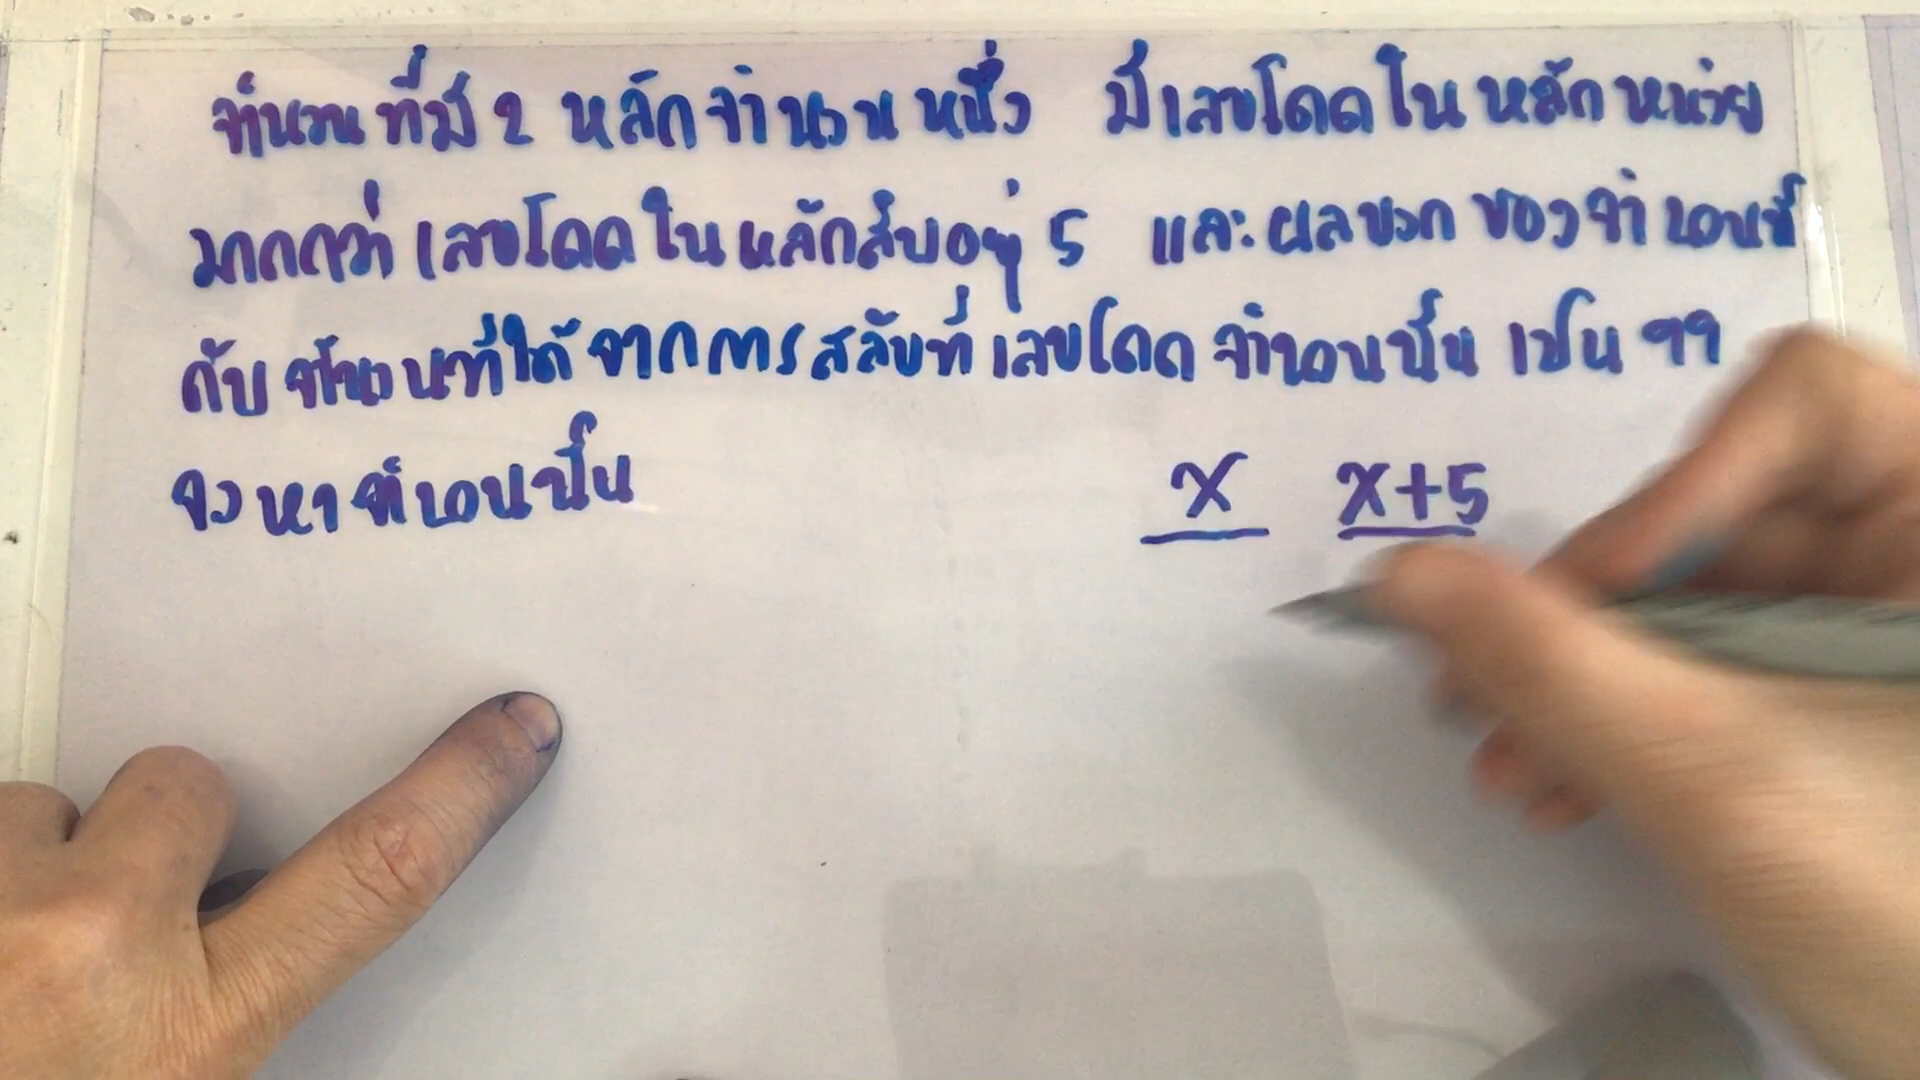 จำนวนที่มี 2 หลักจำนวนหนึ่ง มีเลขโดดในหลักหน่วย
มากกว่าเลขโดดในหลักสิบอยู่ 5 และผลบวกของจำนวนนี้
กับจำนวนที่ได้จากการสลับที่เลขโดดจำนวนนั้น เป็น 99
จงหาจำนวนนั้น
x x+5